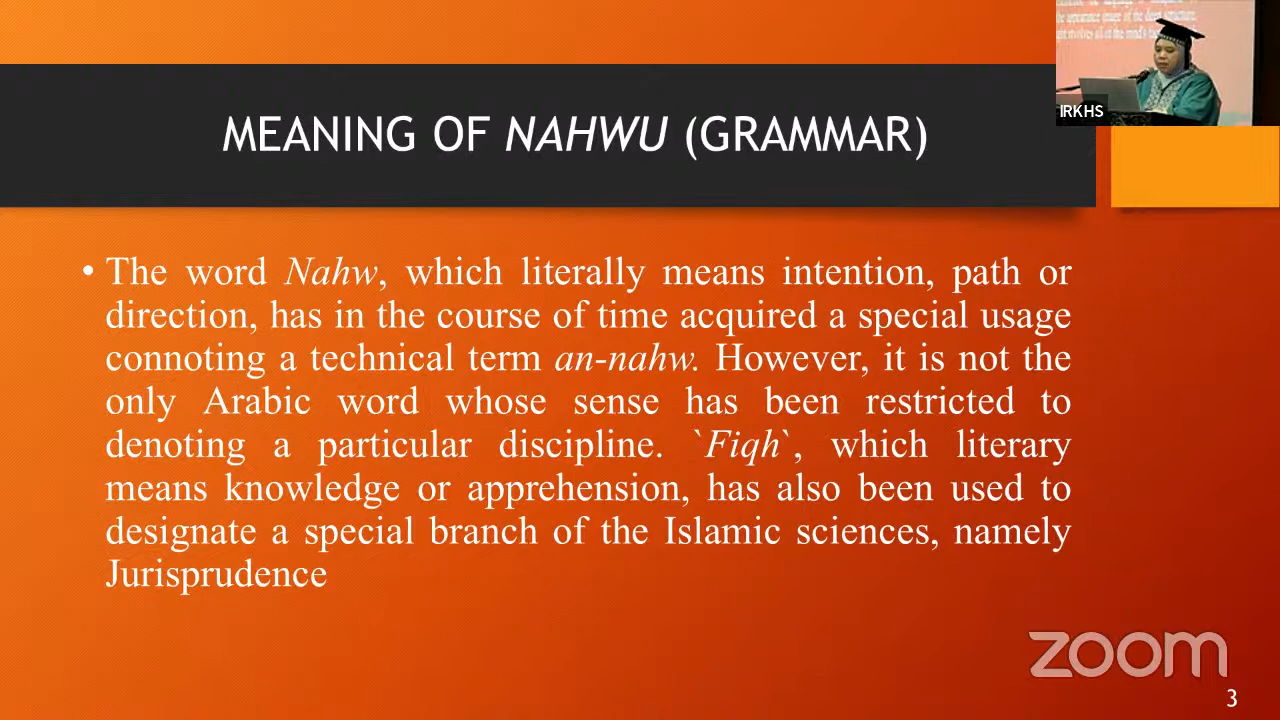 MEANING OF NAHWU (GRAMMAR)
IRKHS
• The word Nahw, which literally means intention, path or
direction, has in the course of time acquired a special usage
connoting a technical term an-nahw. However, it is not the
only Arabic word whose sense has been restricted to
denoting a particular discipline. `Fiqh`, which literary
means knowledge or apprehension, has also been used to
designate a special branch of the Islamic sciences, namely
Jurisprudence
zoom
3